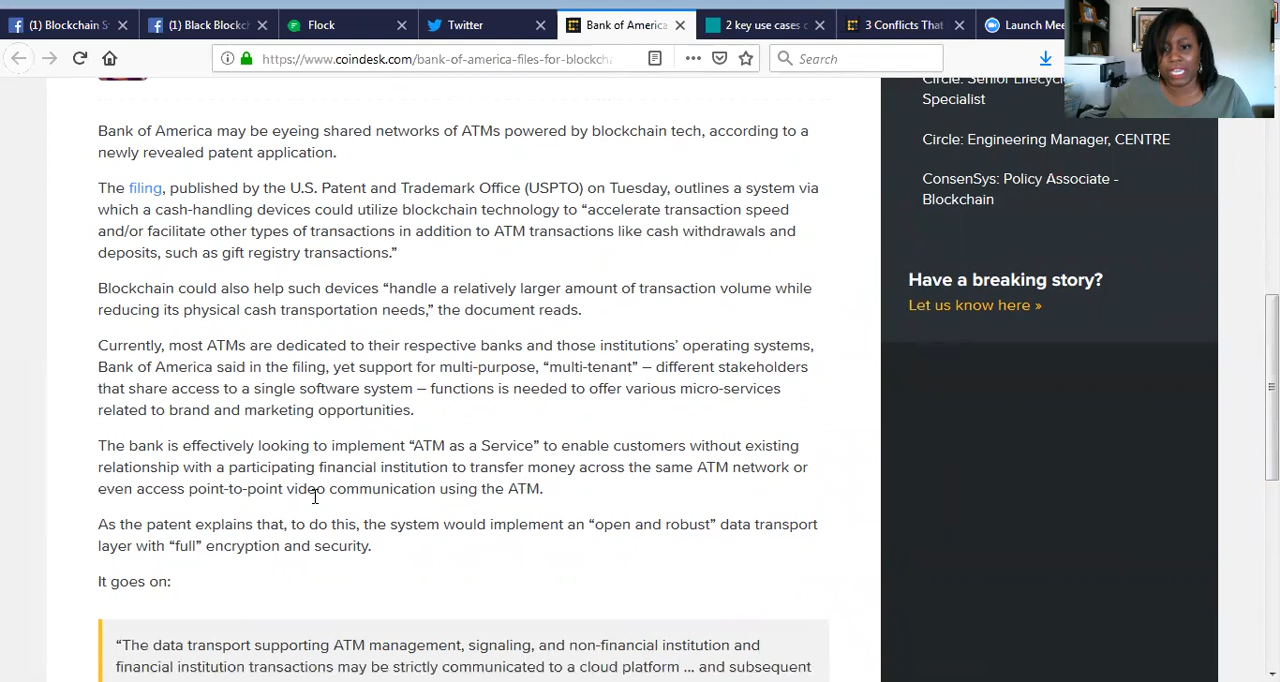 (1) Blockchain S
(1) Black Blockc
Flock
Twitter
Bank of America
2 key use cases
3 Conflicts That
Launch Mee
https://www.coindesk.com/bank-of-america-files-for-blockcha
Search
Bank of America may be eyeing shared networks of ATMs powered by blockchain tech, according to a
newly revealed patent application.
The filing, published by the U.S. Patent and Trademark Office (USPTO) on Tuesday, outlines a system via
which a cash-handling devices could utilize blockchain technology to “accelerate transaction speed
and/or facilitate other types of transactions in addition to ATM transactions like cash withdrawals and
deposits, such as gift registry transactions.”
Blockchain could also help such devices “handle a relatively larger amount of transaction volume while
reducing its physical cash transportation needs,” the document reads.
Currently, most ATMs are dedicated to their respective banks and those institutions’ operating systems,
Bank of America said in the filing, yet support for multi-purpose, “multi-tenant” – different stakeholders
that share access to a single software system – functions is needed to offer various micro-services
related to brand and marketing opportunities.
The bank is effectively looking to implement “ATM as a Service” to enable customers without existing
relationship with a participating financial institution to transfer money across the same ATM network or
even access point-to-point video communication using the ATM.
As the patent explains that, to do this, the system would implement an “open and robust” data transport
layer with “full” encryption and security.
It goes on:
“The data transport supporting ATM management, signaling, and non-financial institution and
financial institution transactions may be strictly communicated to a cloud platform ... and subsequent
Circle: Senior Lifecycl
Specialist
Circle: Engineering Manager, CENTRE
ConsenSys: Policy Associate -
Blockchain
Have a breaking story?
Let us know here »